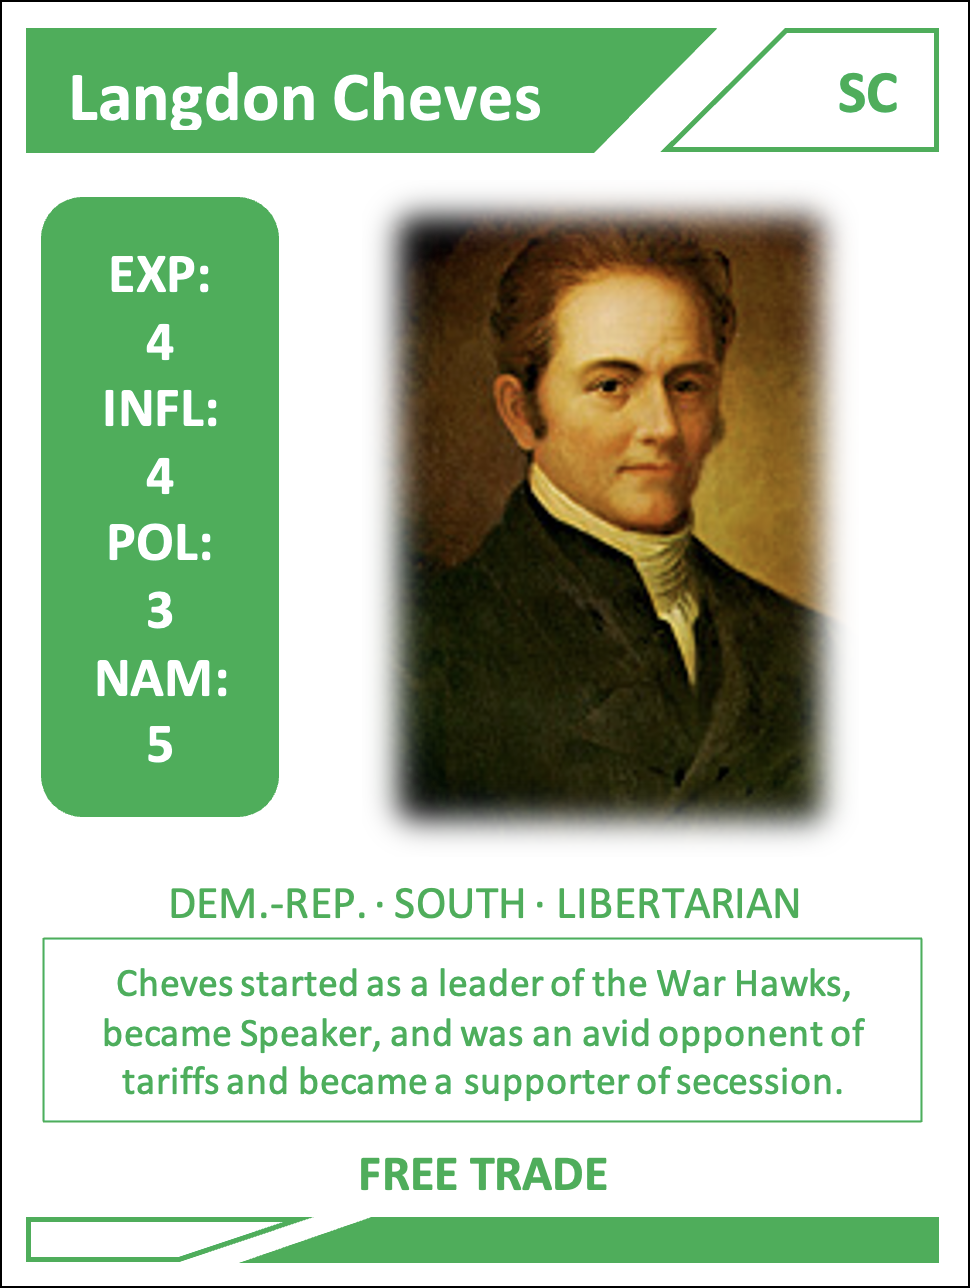 Langdon Cheves
SC
EXP:
4
INFL:
4
POL:
3
NAM:
5
DEM.-REP. · SOUTH · LIBERTARIAN
Cheves started as a leader of the War Hawks,
became Speaker, and was an avid opponent of
tariffs and became a supporter of secession.
FREE TRADE